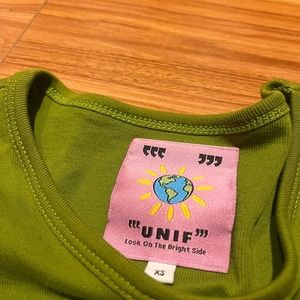 “‘ ’”
“‘UNIF’”
Look On The Bright Side
XS